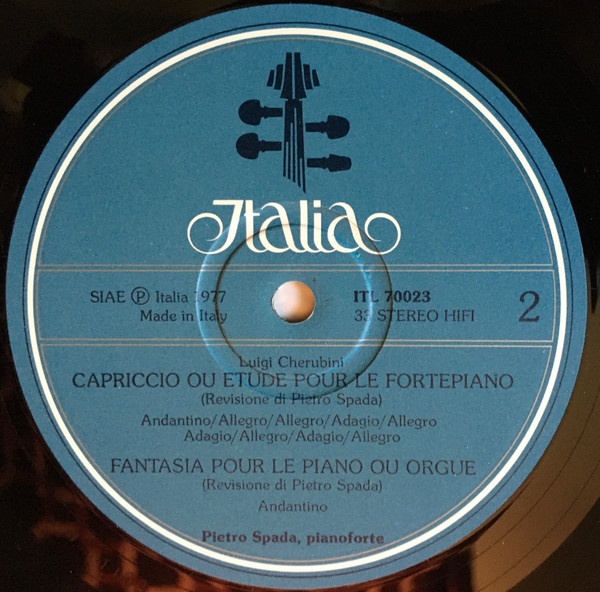 Italia
SIAE Ⓟ Italia 1977
Made in Italy
ITL 70023
33 STEREO HIFI
2
Luigi Cherubini
CAPRICCIO OU ETUDE POUR LE FORTEPIANO
(Revisione di Pietro Spada)
Andantino/Allegro/Allegro/Adagio/Allegro
Adagio/Allegro/Adagio/Allegro
FANTASIA POUR LE PIANO OU ORGUE
(Revisione di Pietro Spada)
Andantino
Pietro Spada, pianoforte